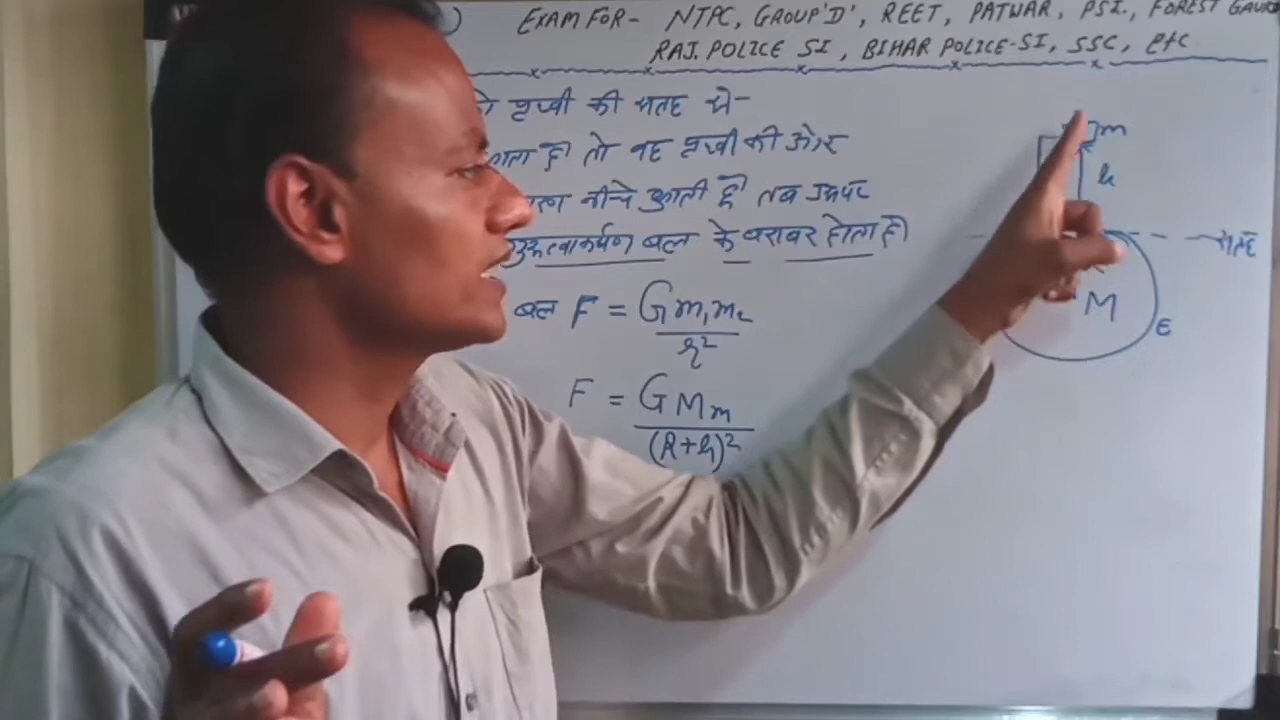 EXAM FOR- NTPC, GROUP'D', REET, PATWAR, PSI., FOREST GAURD
RAJ. POLICE SI, BIHAR POLICE-SI, SSC, etc
पृथ्वी की सतह से-
जाता है तो वह पृथ्वी की ओर
नीचे आती है तब उसपर
गुरुत्वाकर्षण बल के बराबर होता है।
बल F = Gm₁m₂
r²
F = GMm
(R+h)²
m
h
सतह
M
E